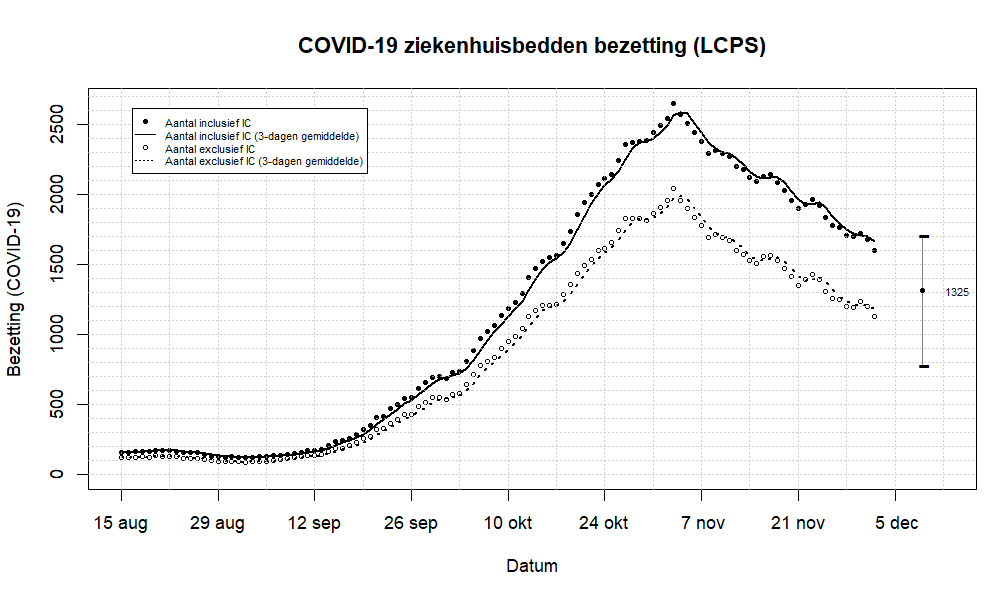 COVID-19 ziekenhuisbedden bezetting (LCPS)
Aantal inclusief IC
Aantal inclusief IC (3-dagen gemiddelde)
Aantal exclusief IC
Aantal exclusief IC (3-dagen gemiddelde)
Bezetting (COVID-19)
2500
2000
1500
1000
500
0
1325
15 aug 29 aug 12 sep 26 sep 10 okt 24 okt 7 nov 21 nov 5 dec
Datum